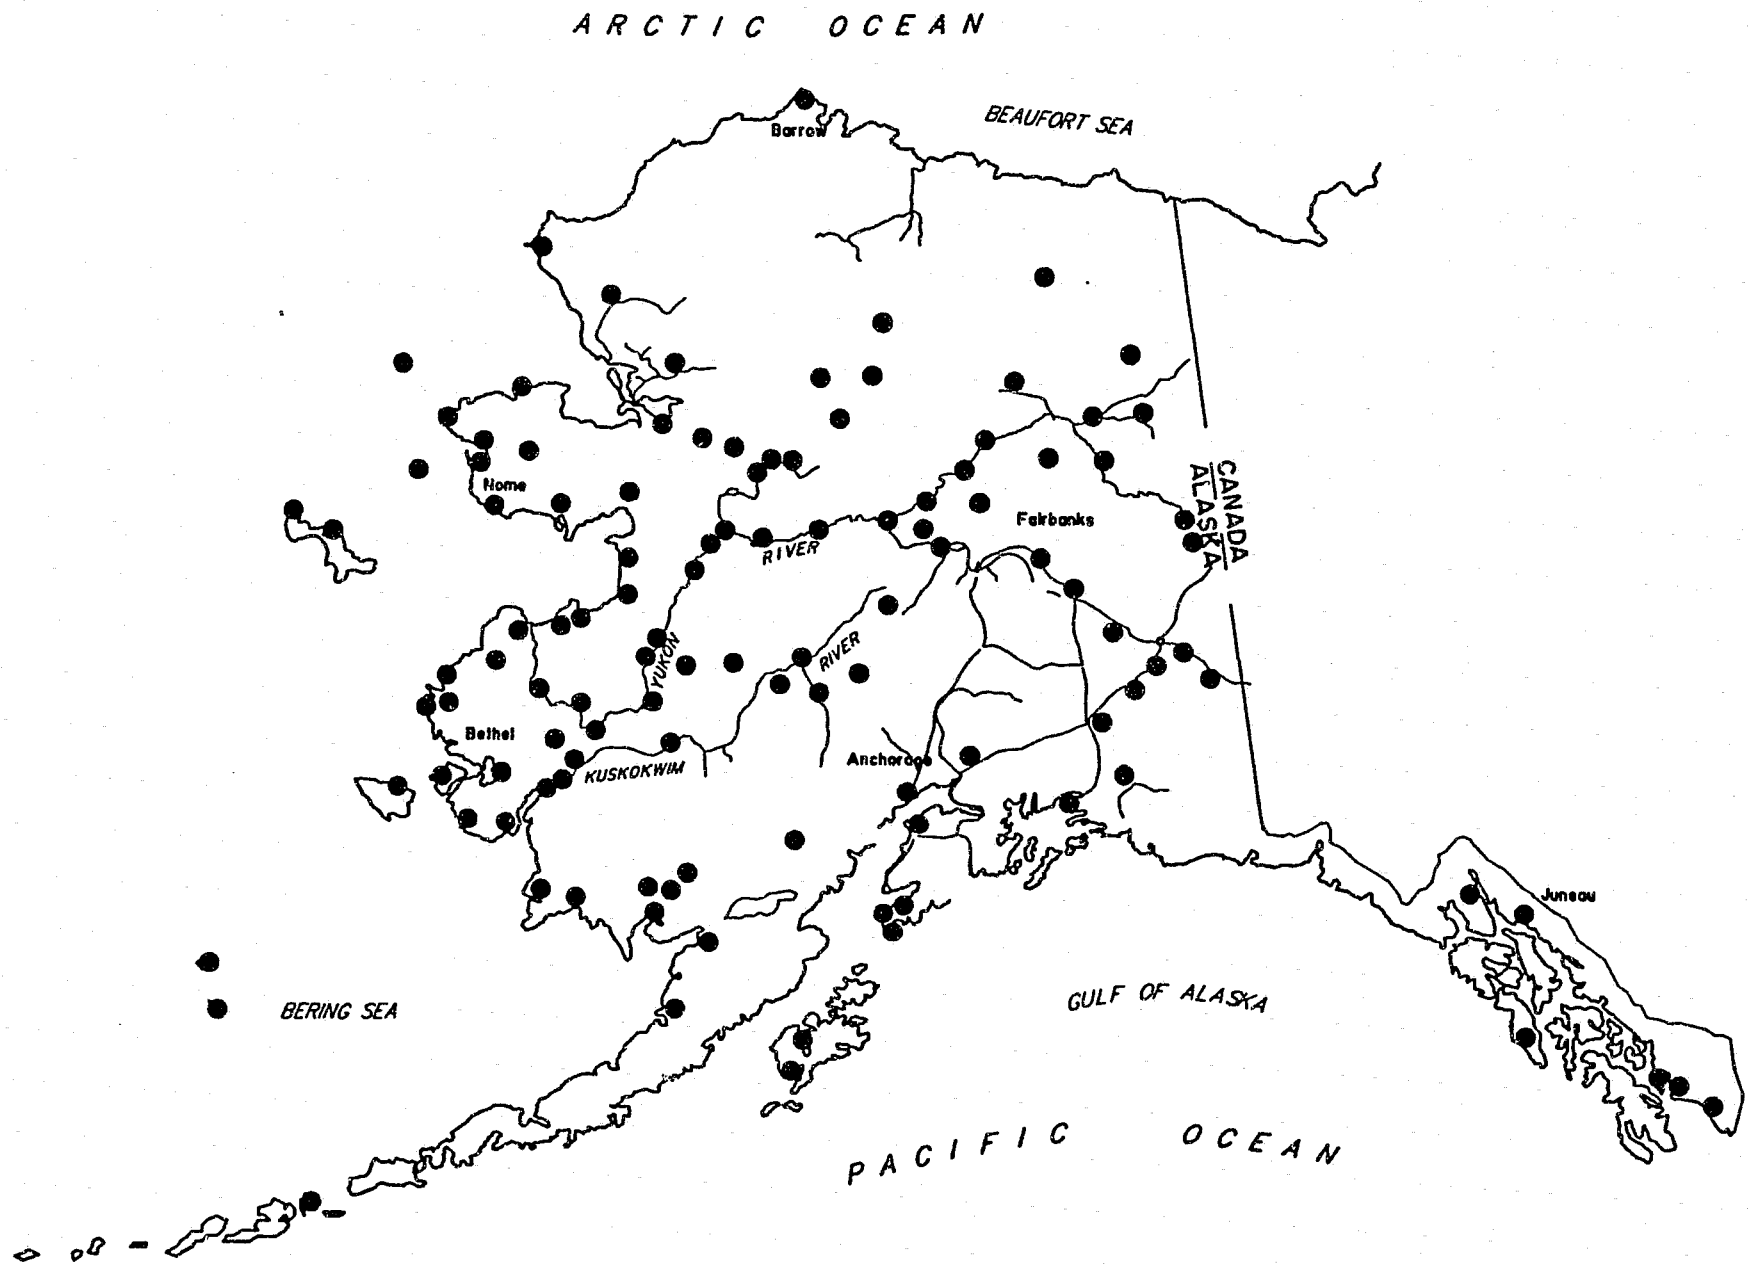 ARCTIC OCEAN
BEAUFORT SEA
Barrow
Nome
Fairbanks
CANADA
ALASKA
RIVER
RIVER
YUKON
Bethel
KUSKOKWIM
Anchorage
Juneau
BERING SEA
GULF OF ALASKA
PACIFIC OCEAN